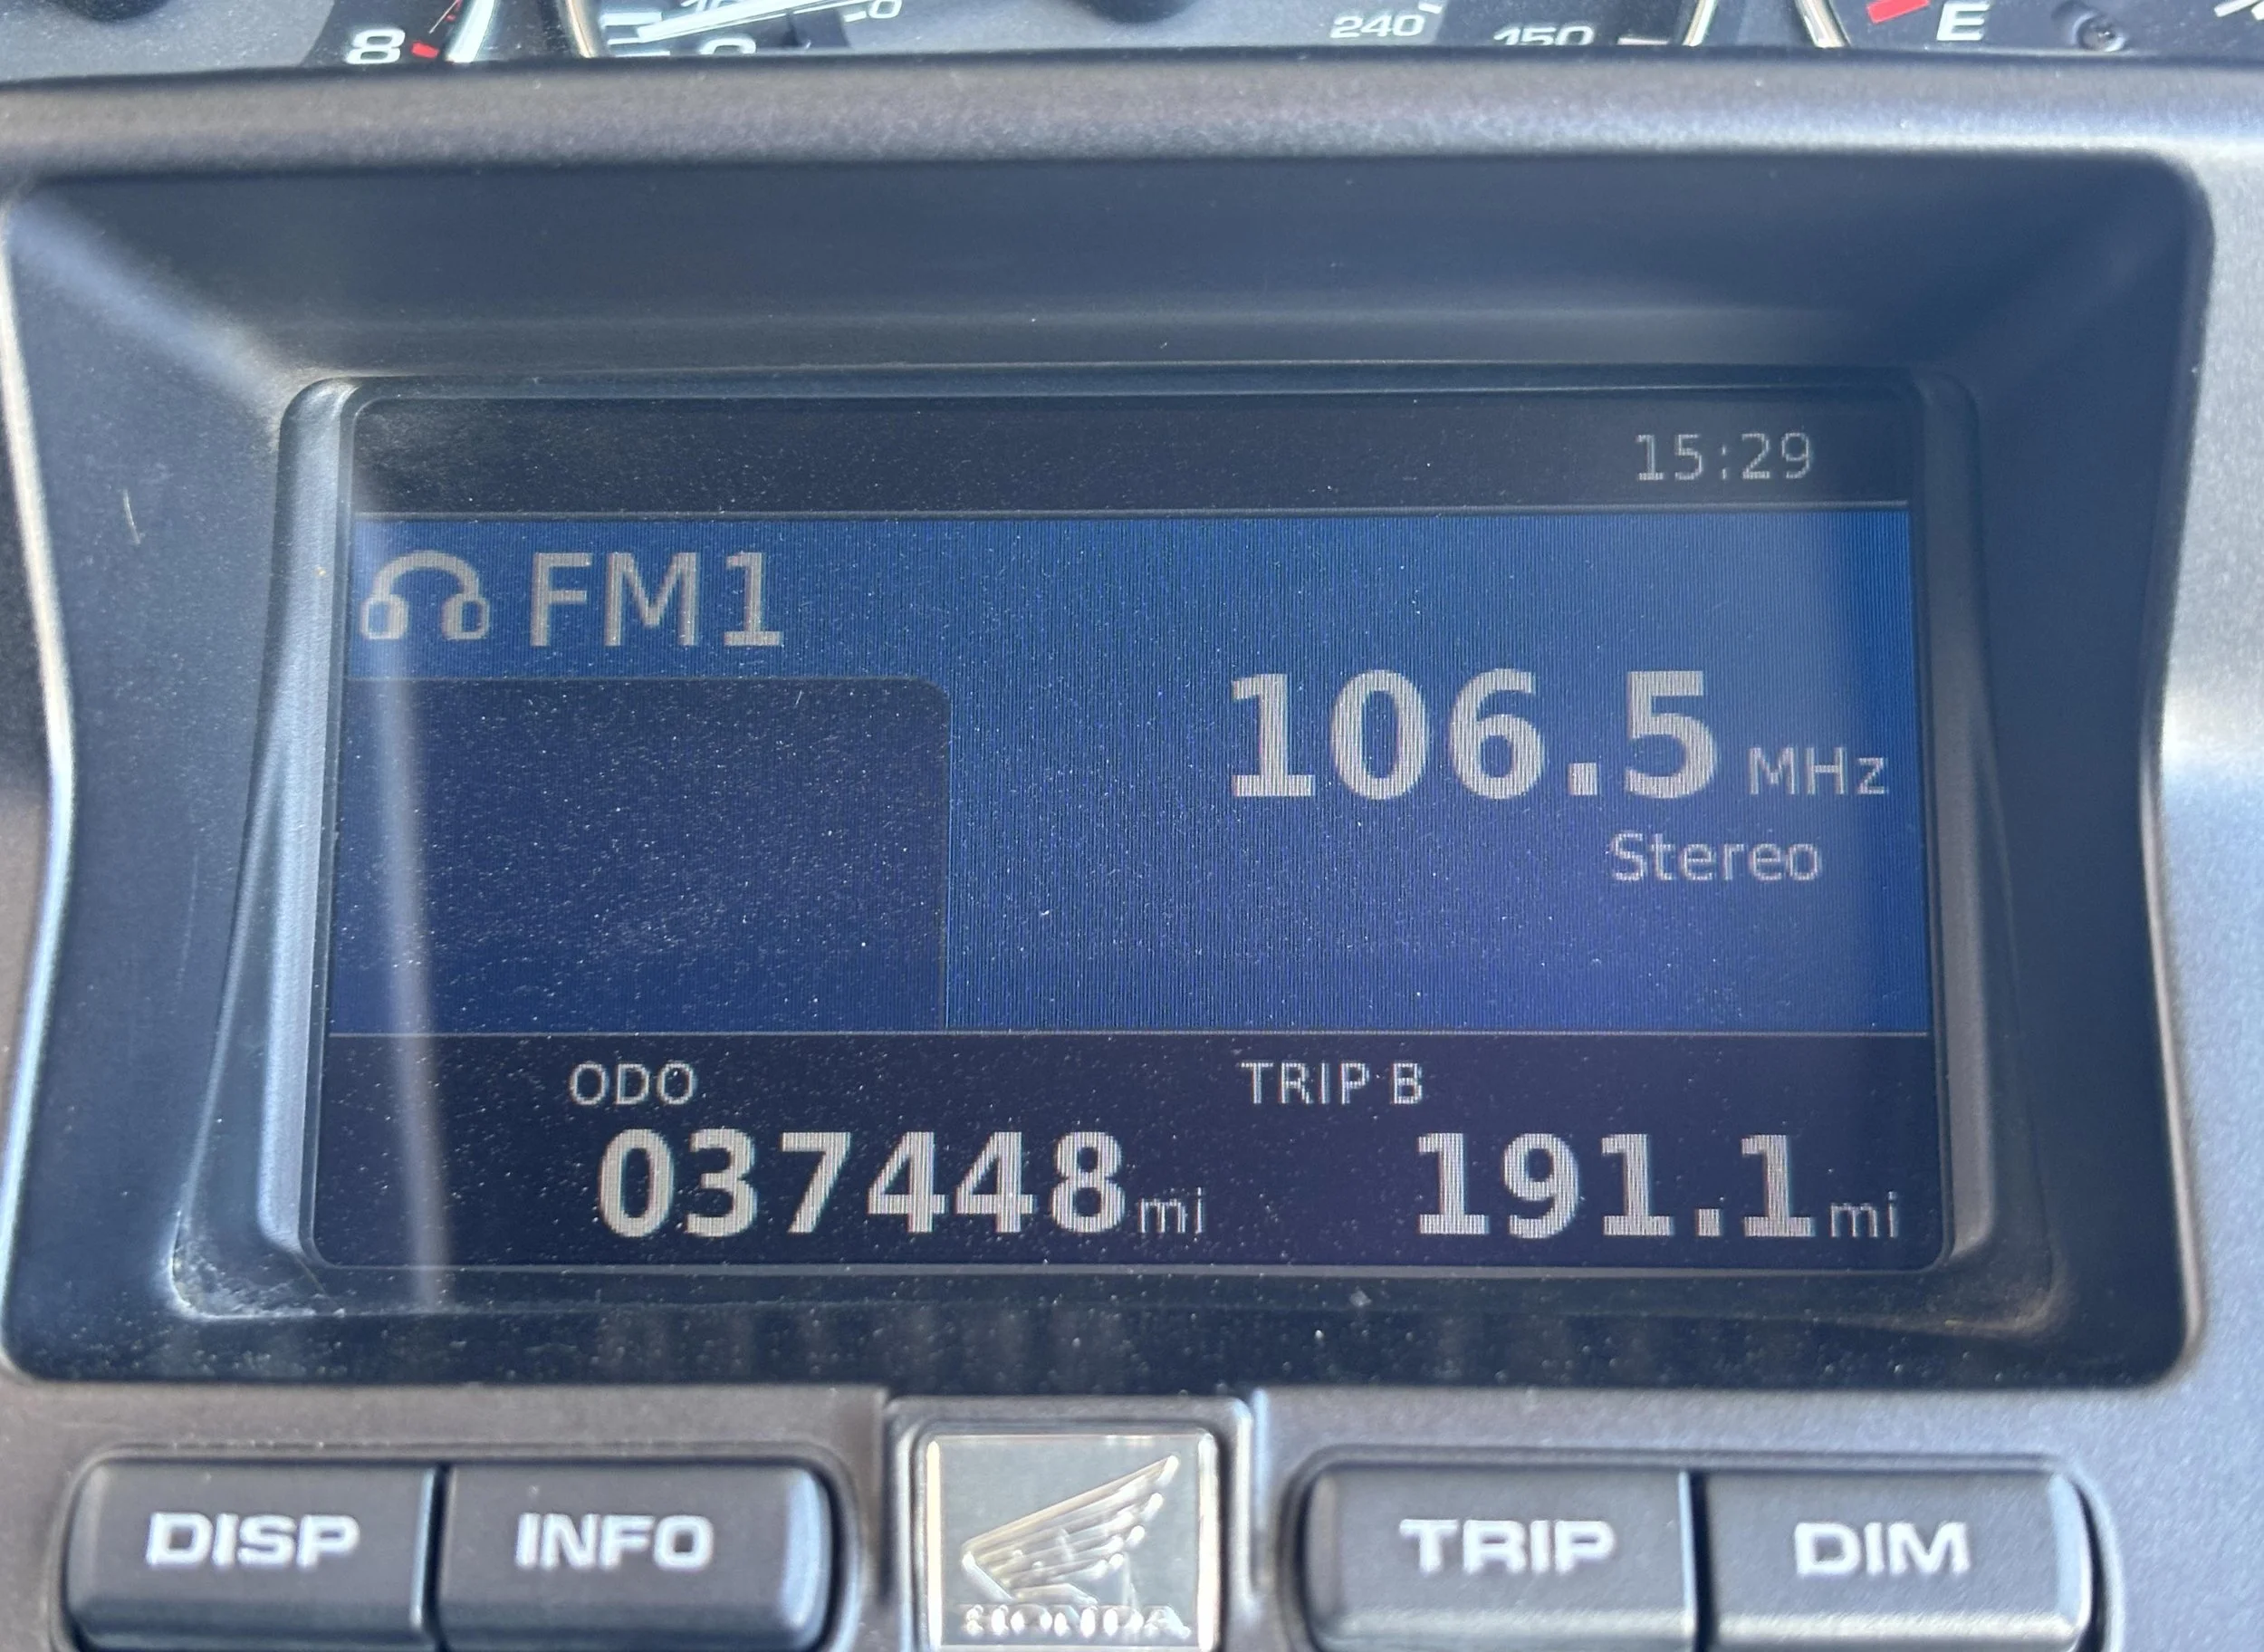 8
240
150
E
15:29
FM1
106.5 MHz
Stereo
ODO
TRIP B
037448 mi
191.1 mi
DISP
INFO
HONDA
TRIP
DIM